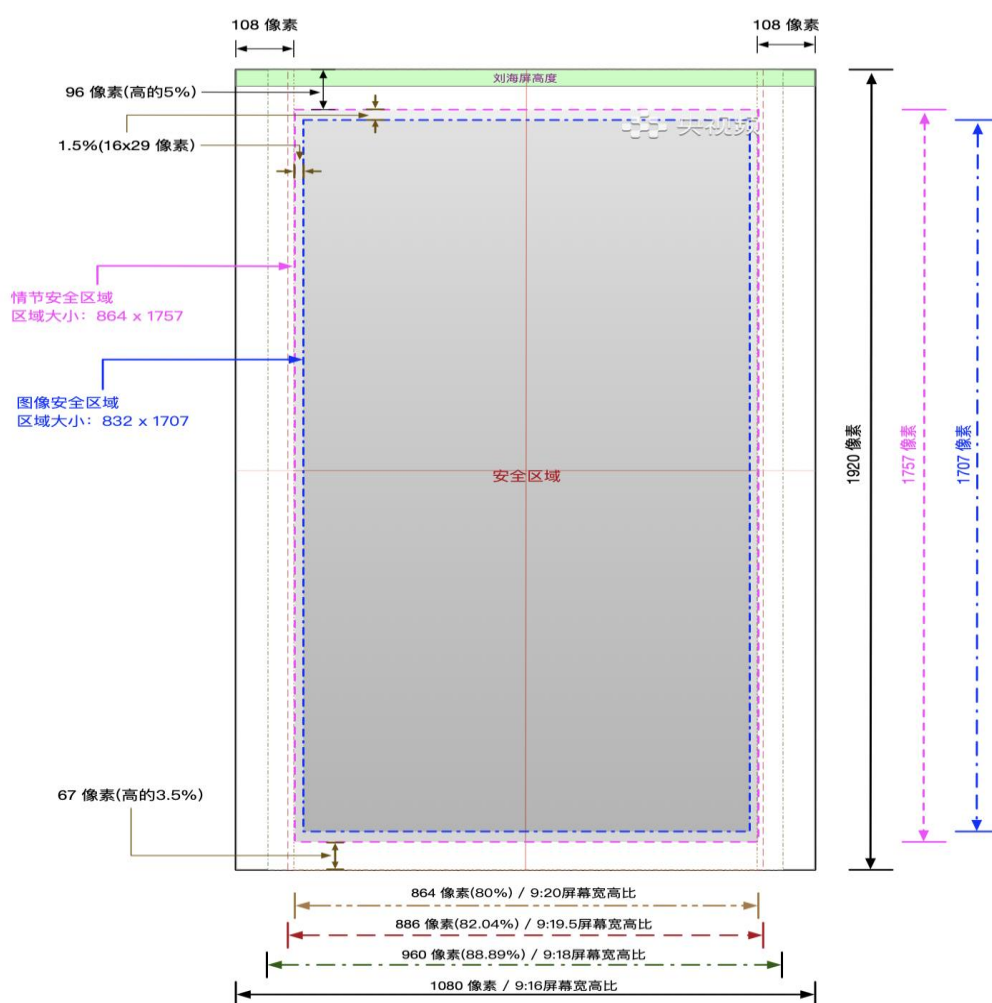 108 像素
108 像素
刘海屏高度
96 像素(高的5%)
央视频
1.5%(16x29 像素)
情节安全区域
区域大小: 864 x 1757
图像安全区域
区域大小: 832 x 1707
安全区域
1920 像素
1757 像素
1707 像素
67 像素(高的3.5%)
864 像素(80%) / 9:20屏幕宽高比
886 像素(82.04%) / 9:19.5屏幕宽高比
960 像素(88.89%) / 9:18屏幕宽高比
1080 像素 / 9:16屏幕宽高比